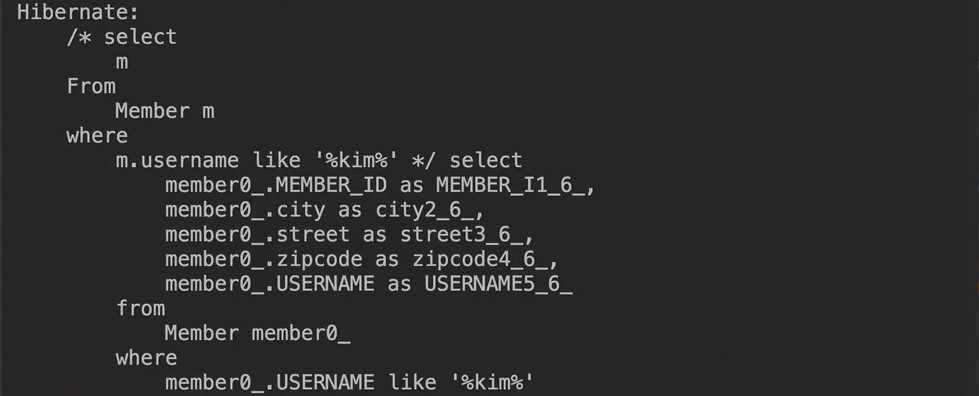 Hibernate:
    /* select
        m
    From
        Member m
    where
        m.username like '%kim%' */ select
            member0_.MEMBER_ID as MEMBER_I1_6_,
            member0_.city as city2_6_,
            member0_.street as street3_6_,
            member0_.zipcode as zipcode4_6_,
            member0_.USERNAME as USERNAME5_6_
        from
            Member member0_
        where
            member0_.USERNAME like '%kim%'